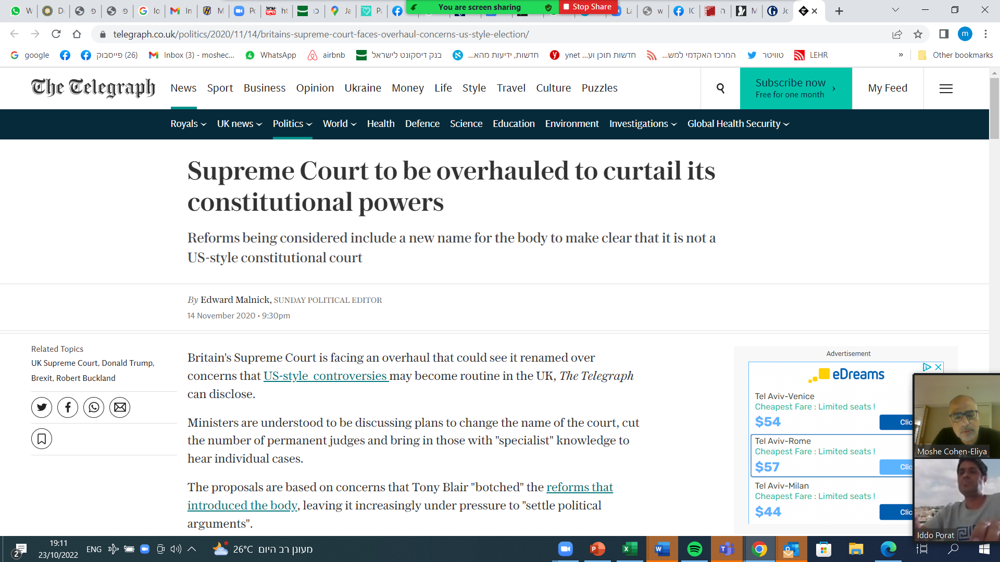 You are screen sharing
Stop Share
telegraph.co.uk/politics/2020/11/14/britains-supreme-court-faces-overhaul-concerns-us-style-election/
m
google
(26) פייסבוק
Inbox (3) - moshec...
WhatsApp
airbnb
בנק דיסקונט לישראל
חדשות, ידיעות מהא...
ynet חדשות תוכן וע...
המרכז האקדמי למש...
טוויטר
LEHR
» Other bookmarks
The Telegraph
News Sport Business Opinion Ukraine Money Life Style Travel Culture Puzzles
Subscribe now
Free for one month
My Feed
Royals UK news Politics World Health Defence Science Education Environment Investigations Global Health Security
Supreme Court to be overhauled to curtail its
constitutional powers
Reforms being considered include a new name for the body to make clear that it is not a
US-style constitutional court
By Edward Malnick, SUNDAY POLITICAL EDITOR
14 November 2020 • 9:30pm
Related Topics
UK Supreme Court, Donald Trump,
Brexit, Robert Buckland
Britain's Supreme Court is facing an overhaul that could see it renamed over
concerns that US-style controversies may become routine in the UK, The Telegraph
can disclose.
Ministers are understood to be discussing plans to change the name of the court, cut
the number of permanent judges and bring in those with "specialist" knowledge to
hear individual cases.
The proposals are based on concerns that Tony Blair "botched" the reforms that
introduced the body, leaving it increasingly under pressure to "settle political
arguments".
Advertisement
eDreams
Tel Aviv-Venice
Cheapest Fare : Limited seats !
$54
Clic
Tel Aviv-Rome
Cheapest Fare : Limited seats !
$57
Clic
Tel Aviv-Milan
Cheapest Fare : Limited seats !
$44
Clic
Moshe Cohen-Eliya
Iddo Porat
2
19:11
23/10/2022
ENG
26°C מעונן רב היום